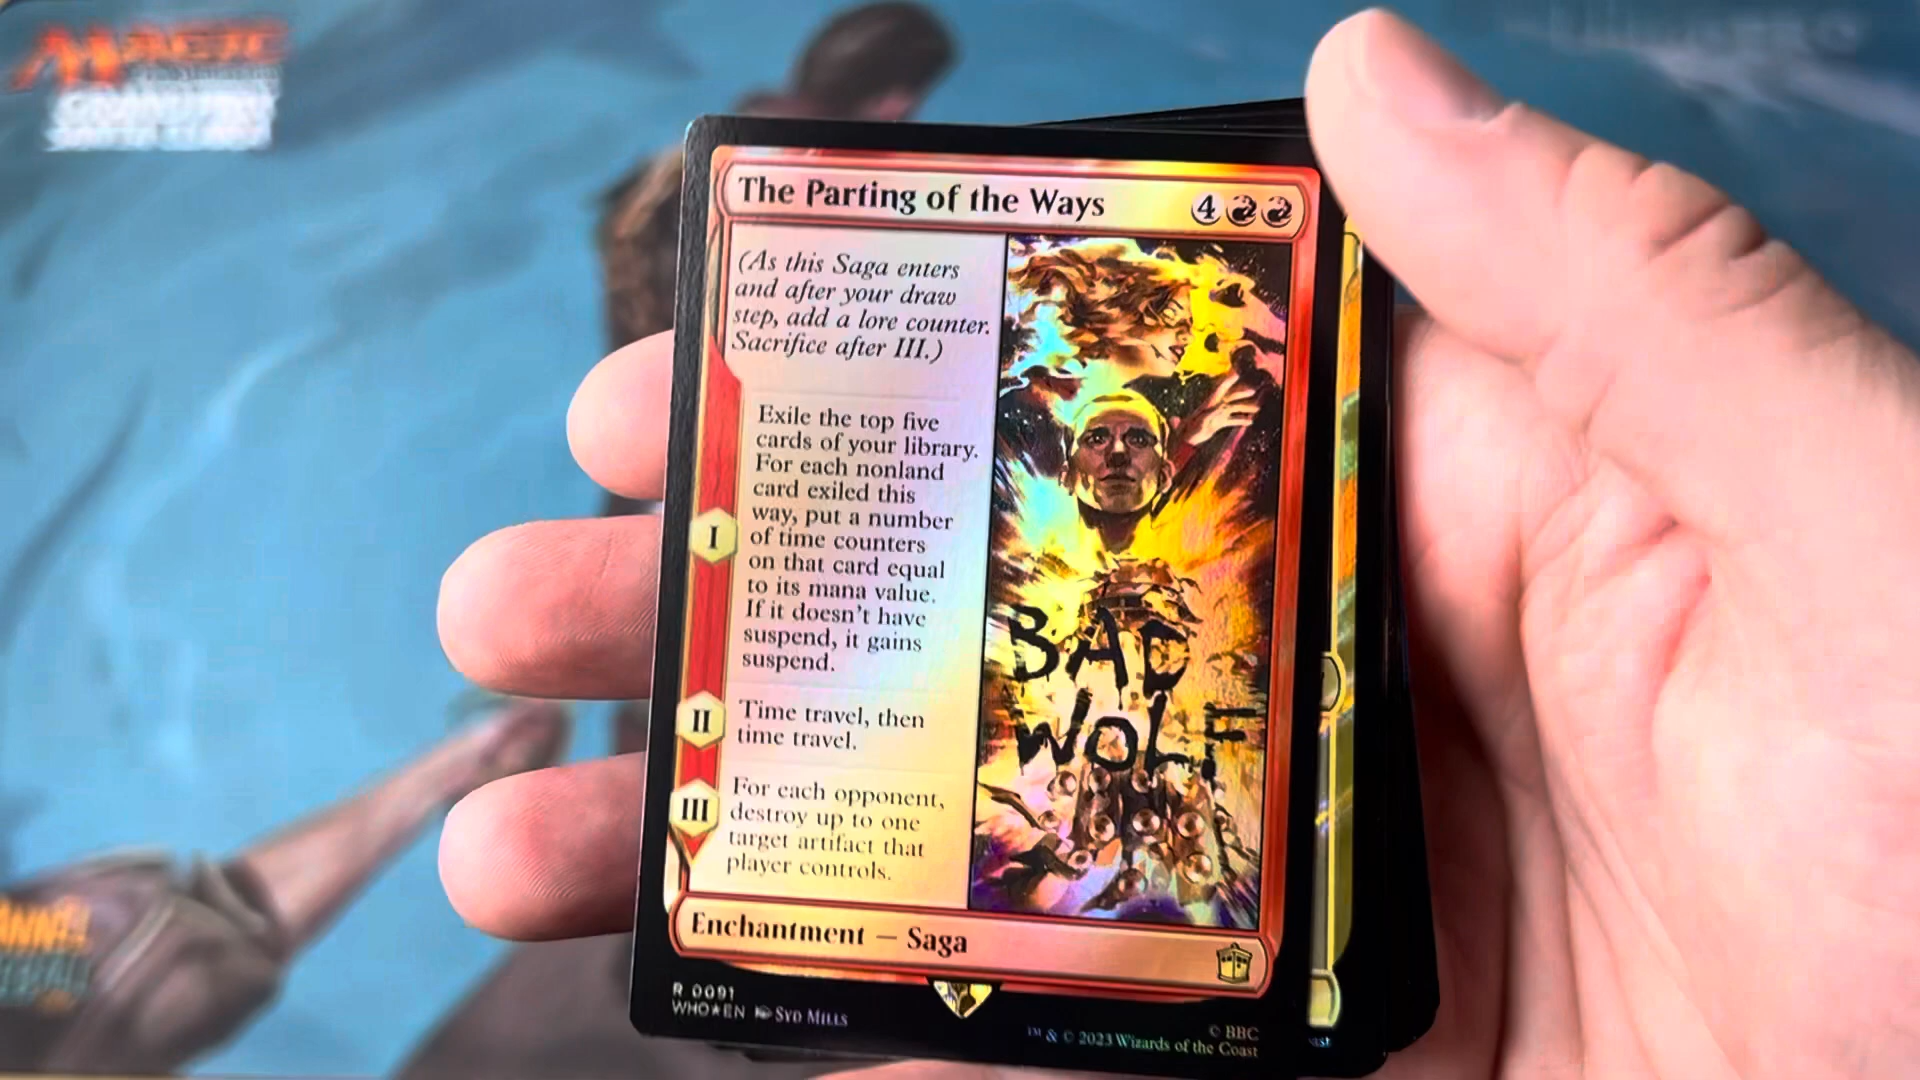 MAGIC
The Parting of the Ways 4
(As this Saga enters
and after your draw
step, add a lore counter.
Sacrifice after III.)
I
Exile the top five
cards of your library.
For each nonland
card exiled this
way, put a number
of time counters
on that card equal
to its mana value.
If it doesn't have
suspend, it gains
suspend.
II
Time travel, then
time travel.
III
For each opponent,
destroy up to one
target artifact that
player controls.
BAD
WOLF
Enchantment — Saga
R 0091
WHO★EN Syd Mills
© BBC
™ & © 2023 Wizards of the Coast